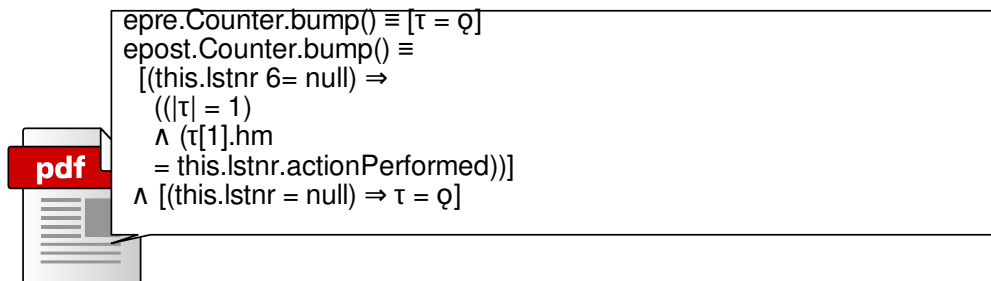 epre.Counter.bump() ≡ [τ = ǫ]
epost.Counter.bump() ≡
[(this.lstnr 6= null) ⇒
((|τ| = 1)
∧ (τ[1].hm
= this.lstnr.actionPerformed))]
∧ [(this.lstnr = null) ⇒ τ = ǫ]
pdf